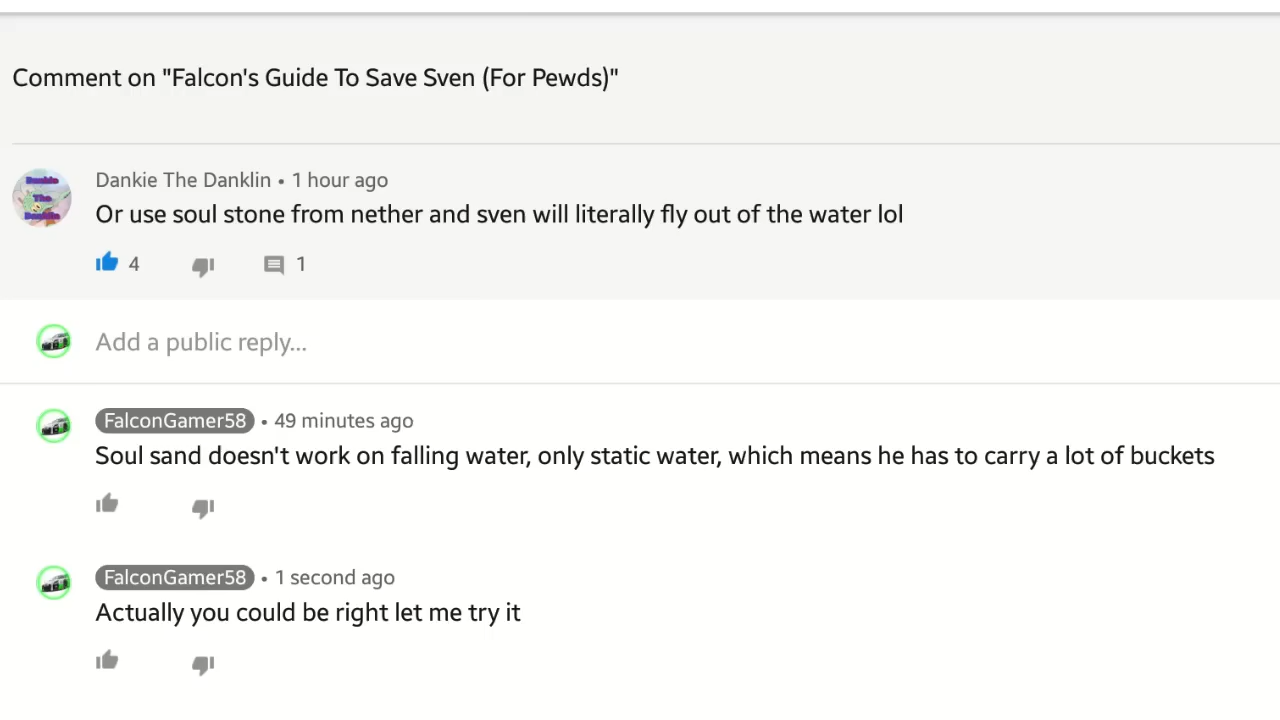 Comment on "Falcon's Guide To Save Sven (For Pewds)"
Dankie The Danklin • 1 hour ago
Or use soul stone from nether and sven will literally fly out of the water lol
4 1
Add a public reply...
FalconGamer58 • 49 minutes ago
Soul sand doesn't work on falling water, only static water, which means he has to carry a lot of buckets
FalconGamer58 • 1 second ago
Actually you could be right let me try it
Dankie
The
Danklin